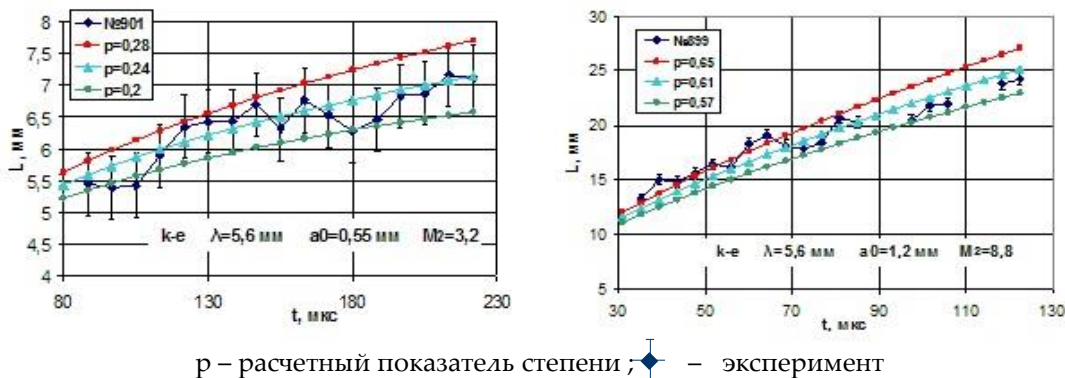 8
7,5
7
6,5
6
5,5
5
4,5
4
L, мм
№901
p=0,28
p=0,24
p=0,2
k-e λ=5,6 мм a0=0,55мм M2=3,2
80 130 180 230
t, мкс
30
25
20
15
10
5
L, мм
№899
p=0,65
p=0,61
p=0,57
k-e λ=5,6 мм a0=1,2 мм M2=8,8
30 50 70 90 110 130
t, мкс
p – расчетный показатель степени ; – эксперимент